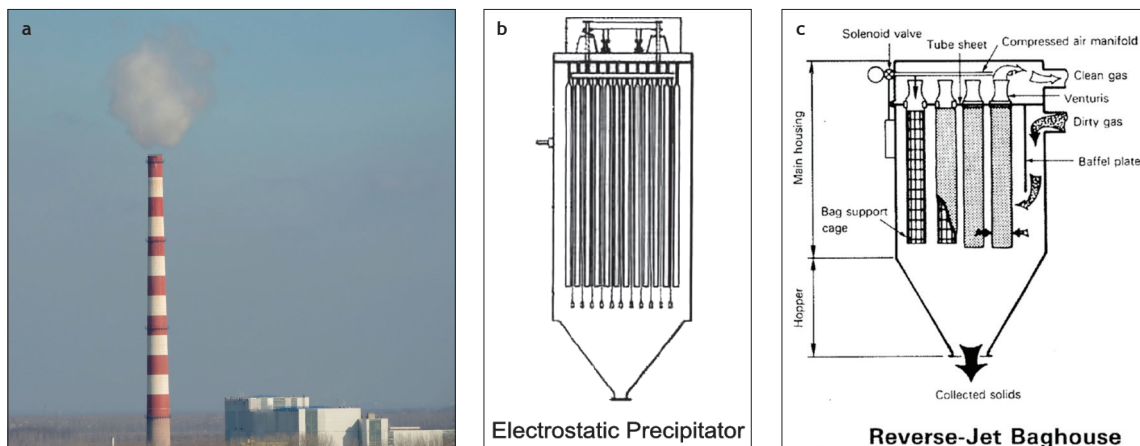 a
b
Electrostatic Precipitator
c
Solenoid valve
Tube sheet
Compressed air manifold
Clean gas
Venturis
Dirty gas
Baffel plate
Main housing
Bag support
cage
Hopper
Collected solids
Reverse-Jet Baghouse